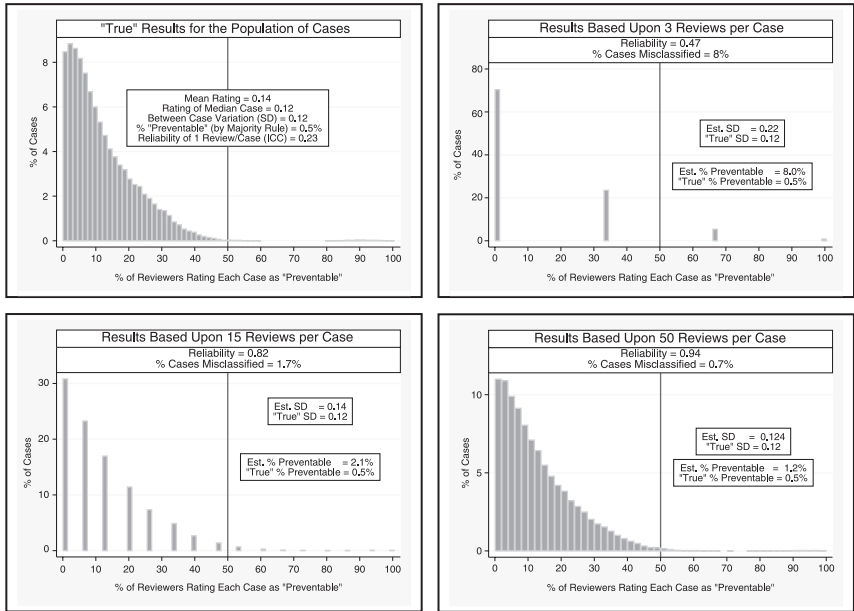 "True" Results for the Population of Cases
% of Cases
8
6
4
2
0
Mean Rating = 0.14
Rating of Median Case = 0.12
Between Case Variation (SD) = 0.12
% "Preventable" (by Majority Rule) = 0.5%
Reliability of 1 Review/Case (ICC) = 0.23
0 10 20 30 40 50 60 70 80 90 100
% of Reviewers Rating Each Case as "Preventable"
Results Based Upon 3 Reviews per Case
Reliability = 0.47
% Cases Misclassified = 8%
% of Cases
80
60
40
20
0
Est. SD = 0.22
"True" SD = 0.12
Est. % Preventable = 8.0%
"True" % Preventable = 0.5%
0 10 20 30 40 50 60 70 80 90 100
% of Reviewers Rating Each Case as "Preventable"
Results Based Upon 15 Reviews per Case
Reliability = 0.82
% Cases Misclassified = 1.7%
% of Cases
30
20
10
0
Est. SD = 0.14
"True" SD = 0.12
Est. % Preventable = 2.1%
"True" % Preventable = 0.5%
0 10 20 30 40 50 60 70 80 90 100
% of Reviewers Rating Each Case as "Preventable"
Results Based Upon 50 Reviews per Case
Reliability = 0.94
% Cases Misclassified = 0.7%
% of Cases
10
5
0
Est. SD = 0.124
"True" SD = 0.12
Est. % Preventable = 1.2%
"True" % Preventable = 0.5%
0 10 20 30 40 50 60 70 80 90 100
% of Reviewers Rating Each Case as "Preventable"